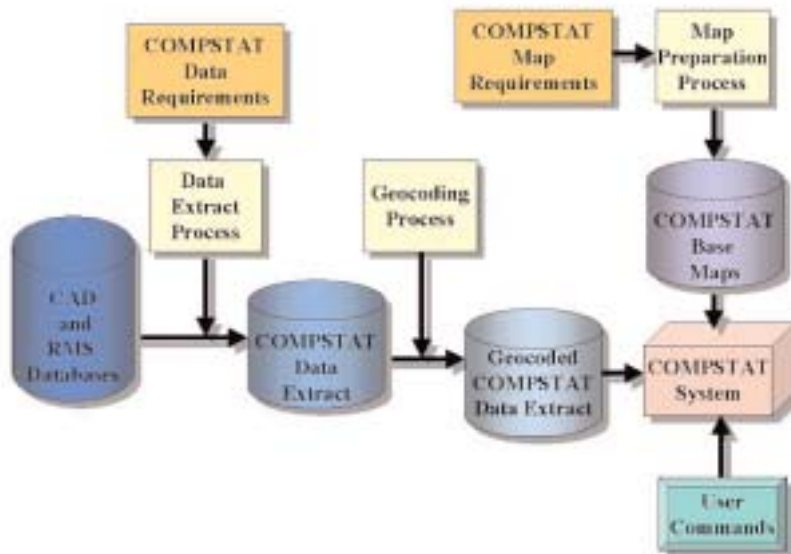 COMPSTAT
Data
Requirements
COMPSTAT
Map
Requirements
Map
Preparation
Process
Data
Extract
Process
Geocoding
Process
COMPSTAT
Base
Maps
CAD
and
RMS
Databases
COMPSTAT
Data
Extract
Geocoded
COMPSTAT
Data Extract
COMPSTAT
System
User
Commands